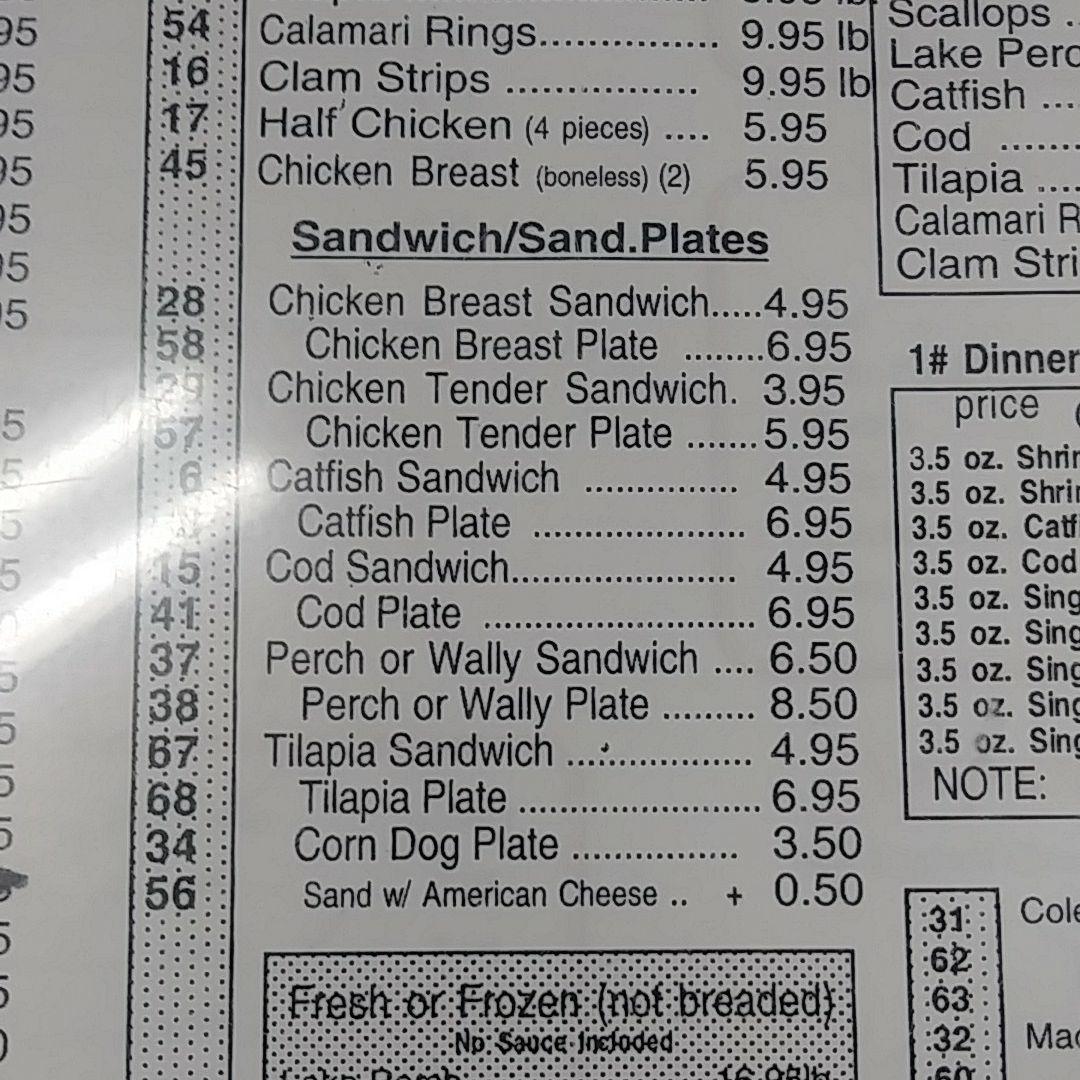 54 Calamari Rings............... 9.95 lb
16 Clam Strips ................ 9.95 lb
17 Half Chicken (4 pieces) .... 5.95
45 Chicken Breast (boneless) (2) 5.95
Sandwich/Sand.Plates
28 Chicken Breast Sandwich.....4.95
58 Chicken Breast Plate ........6.95
Chicken Tender Sandwich. 3.95
57 Chicken Tender Plate .......5.95
6 Catfish Sandwich .............. 4.95
Catfish Plate ................... 6.95
15 Cod Sandwich.................... 4.95
41 Cod Plate ........................ 6.95
37 Perch or Wally Sandwich .... 6.50
38 Perch or Wally Plate ......... 8.50
67 Tilapia Sandwich ................. 4.95
68 Tilapia Plate ...................... 6.95
34 Corn Dog Plate ............... 3.50
56 Sand w/ American Cheese .. + 0.50
Fresh or Frozen (not breaded)
No Sauce Included
Scallops .
Lake Perc
Catfish ...
Cod ......
Tilapia ....
Calamari R
Clam Stri
1# Dinner
price (
3.5 oz. Shrin
3.5 oz. Shrin
3.5 oz. Catf
3.5 oz. Cod
3.5 oz. Sing
3.5 oz. Sing
3.5 oz. Sing
3.5 oz. Sing
3.5 oz. Sing
NOTE:
31 Cole
62
63
32 Mac
60